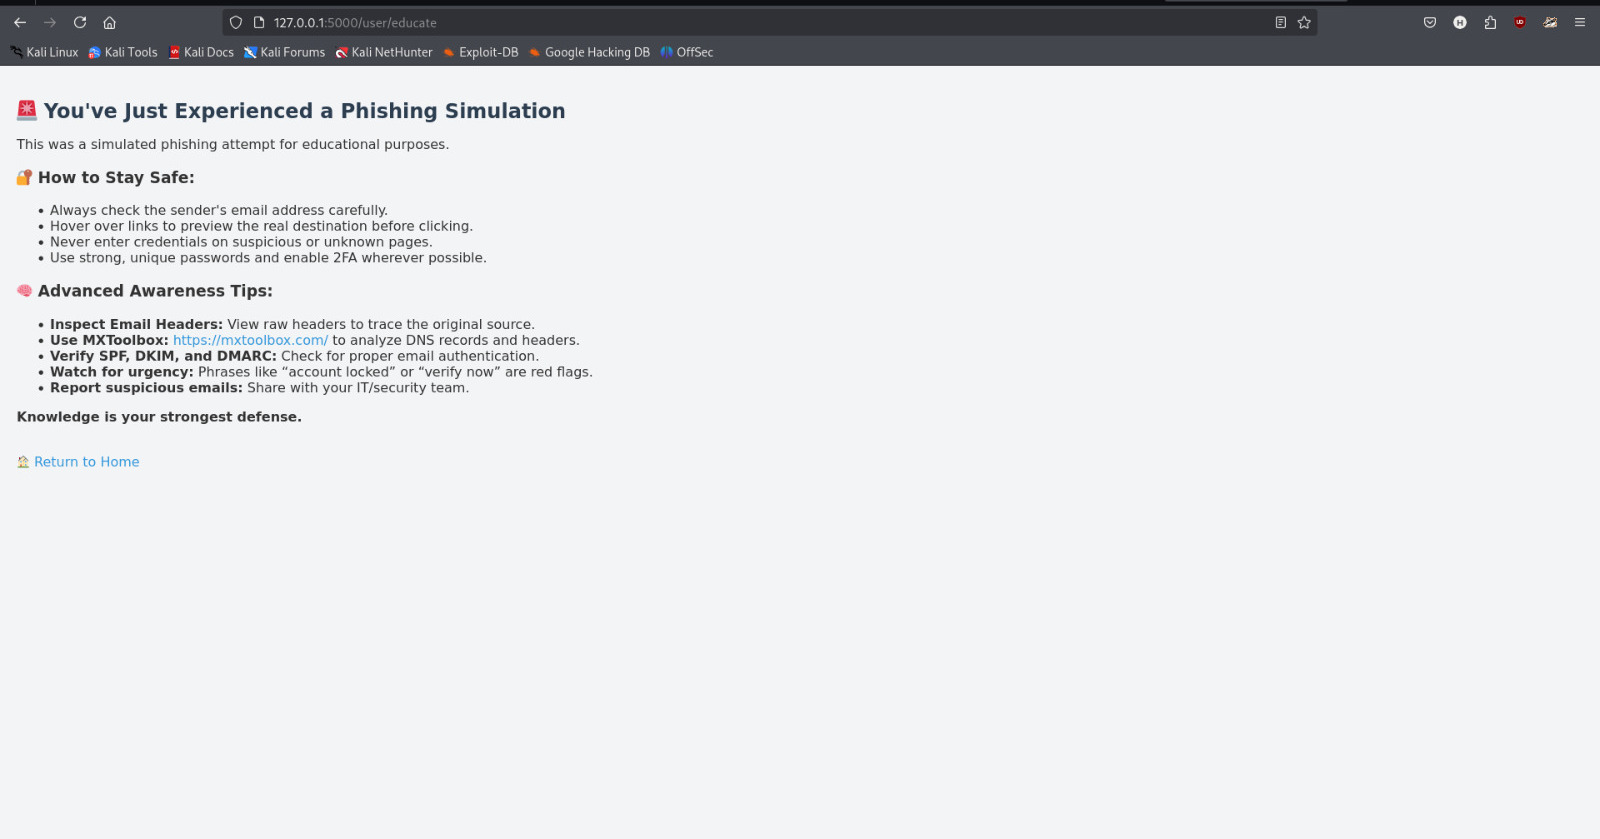 127.0.0.1:5000/user/educate
Kali Linux Kali Tools Kali Docs Kali Forums Kali NetHunter Exploit-DB Google Hacking DB OffSec
You've Just Experienced a Phishing Simulation
This was a simulated phishing attempt for educational purposes.
How to Stay Safe:
• Always check the sender's email address carefully.
• Hover over links to preview the real destination before clicking.
• Never enter credentials on suspicious or unknown pages.
• Use strong, unique passwords and enable 2FA wherever possible.
Advanced Awareness Tips:
• Inspect Email Headers: View raw headers to trace the original source.
• Use MXToolbox: https://mxtoolbox.com/ to analyze DNS records and headers.
• Verify SPF, DKIM, and DMARC: Check for proper email authentication.
• Watch for urgency: Phrases like “account locked” or “verify now” are red flags.
• Report suspicious emails: Share with your IT/security team.
Knowledge is your strongest defense.
Return to Home